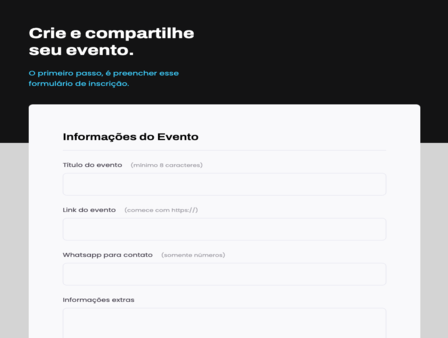 Crie e compartilhe
seu evento.
O primeiro passo, é preencher esse
formulário de inscrição.
Informações do Evento
Título do evento (mínimo 8 caracteres)
Link do evento (comece com https://)
Whatsapp para contato (somente números)
Informações extras